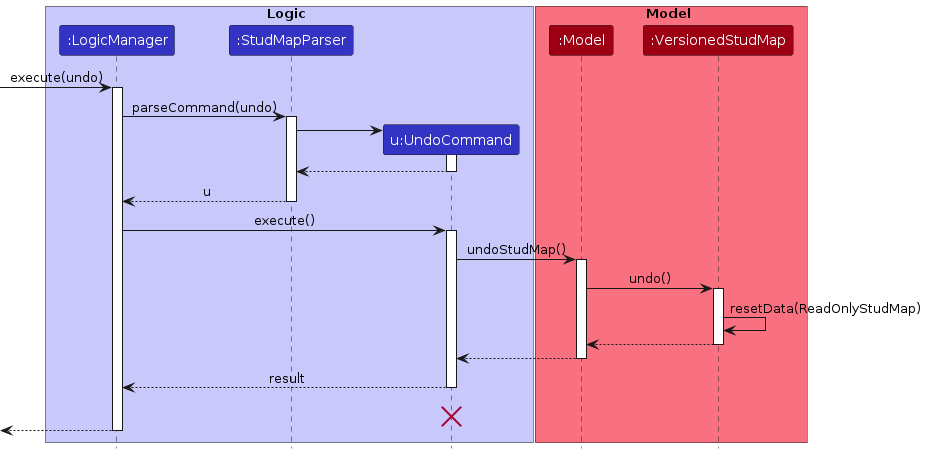 Logic
Model
:LogicManager
:StudMapParser
:Model
:VersionedStudMap
execute(undo)
parseCommand(undo)
u:UndoCommand
u
execute()
undoStudMap()
undo()
resetData(ReadOnlyStudMap)
result